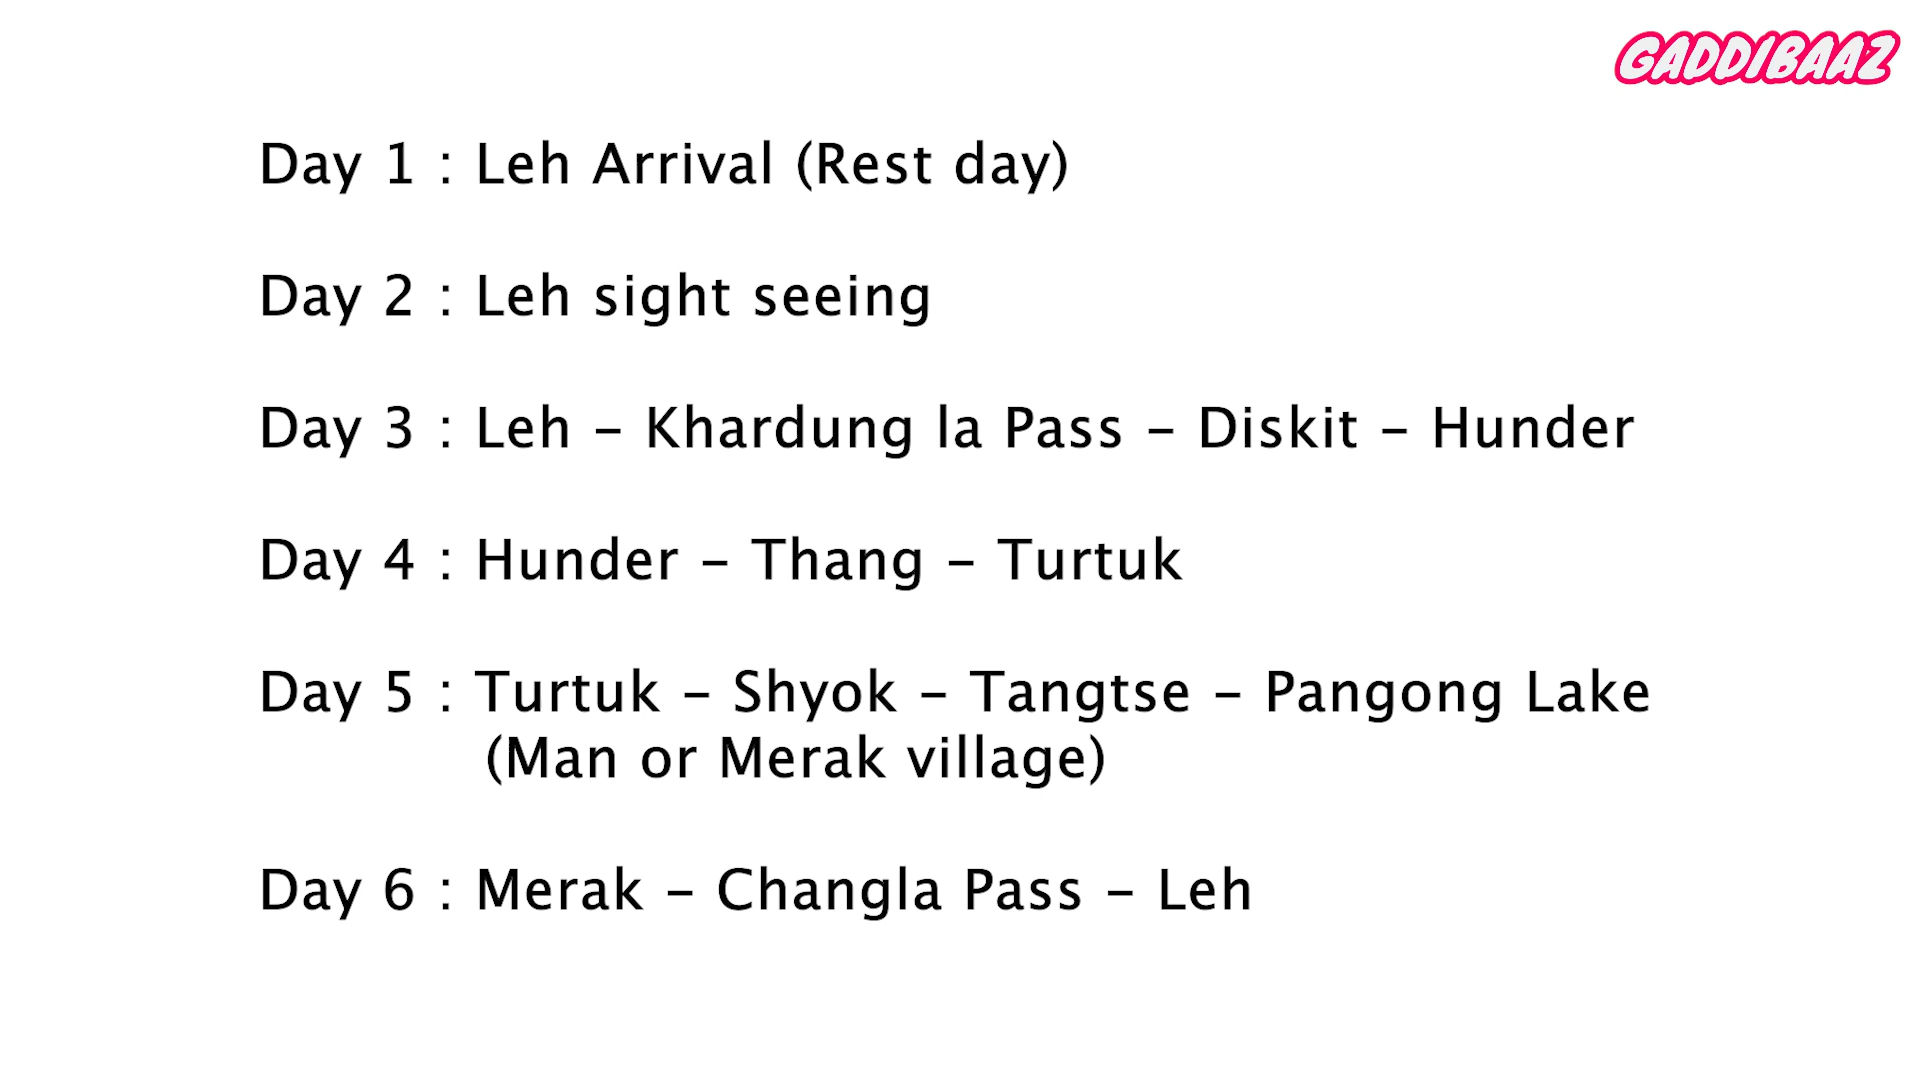 GADDIBAAZ
Day 1 : Leh Arrival (Rest day)
Day 2 : Leh sight seeing
Day 3 : Leh - Khardung la Pass - Diskit - Hunder
Day 4 : Hunder - Thang - Turtuk
Day 5 : Turtuk - Shyok - Tangtse - Pangong Lake
(Man or Merak village)
Day 6 : Merak - Changla Pass - Leh